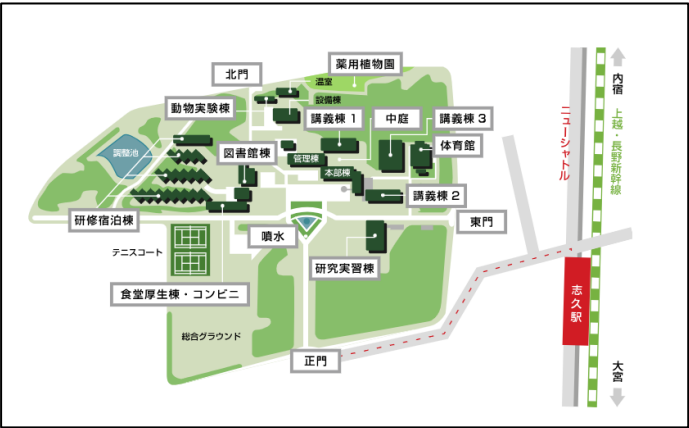 薬用植物園
北門
温室
動物実験棟
設備棟
講義棟 1
中庭
講義棟 3
体育館
調整池
図書館棟
管理棟
本部棟
講義棟 2
研修宿泊棟
東門
噴水
テニスコート
研究実習棟
食堂厚生棟・コンビニ
総合グラウンド
正門
内宿
ニューシャトル
上越・長野新幹線
志久駅
大宮